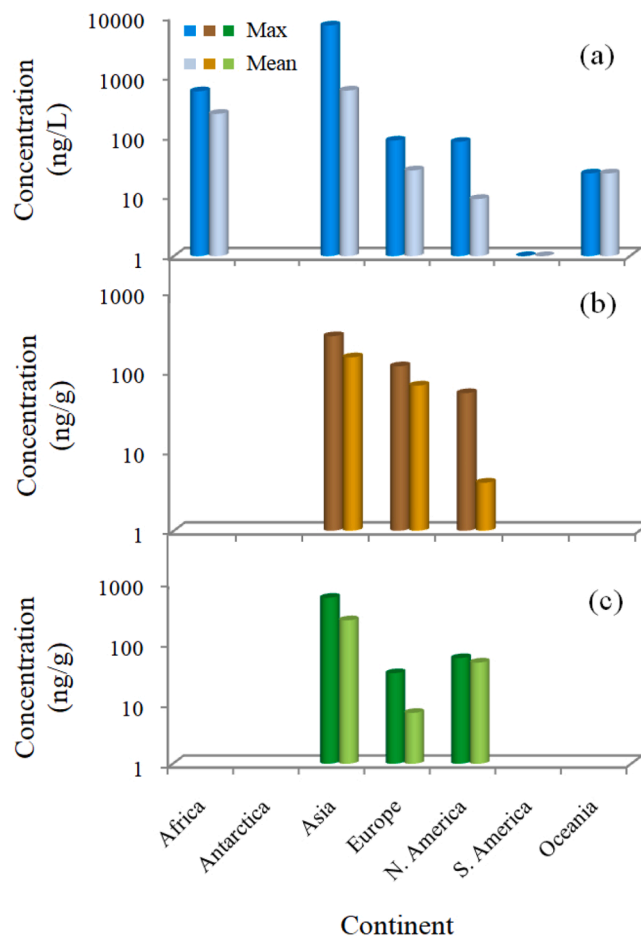 10000
1000
100
10
1
Concentration
(ng/L)
Max
Mean
(a)
1000
100
10
1
Concentration
(ng/g)
(b)
1000
100
10
1
Concentration
(ng/g)
(c)
Africa
Antarctica
Asia
Europe
N. America
S. America
Oceania
Continent